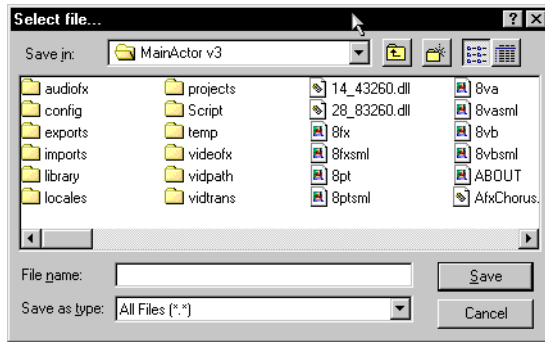 Select file...
Save in: MainActor v3
audiofx projects 14_43260.dll 8va
config Script 28_83260.dll 8vasml
exports temp 8fx 8vb
imports videofx 8fxsml 8vbsml
library vidpath 8pt ABOUT
locales vidtrans 8ptsml AfxChorus.
File name: Save
Save as type: All Files (*.*) Cancel